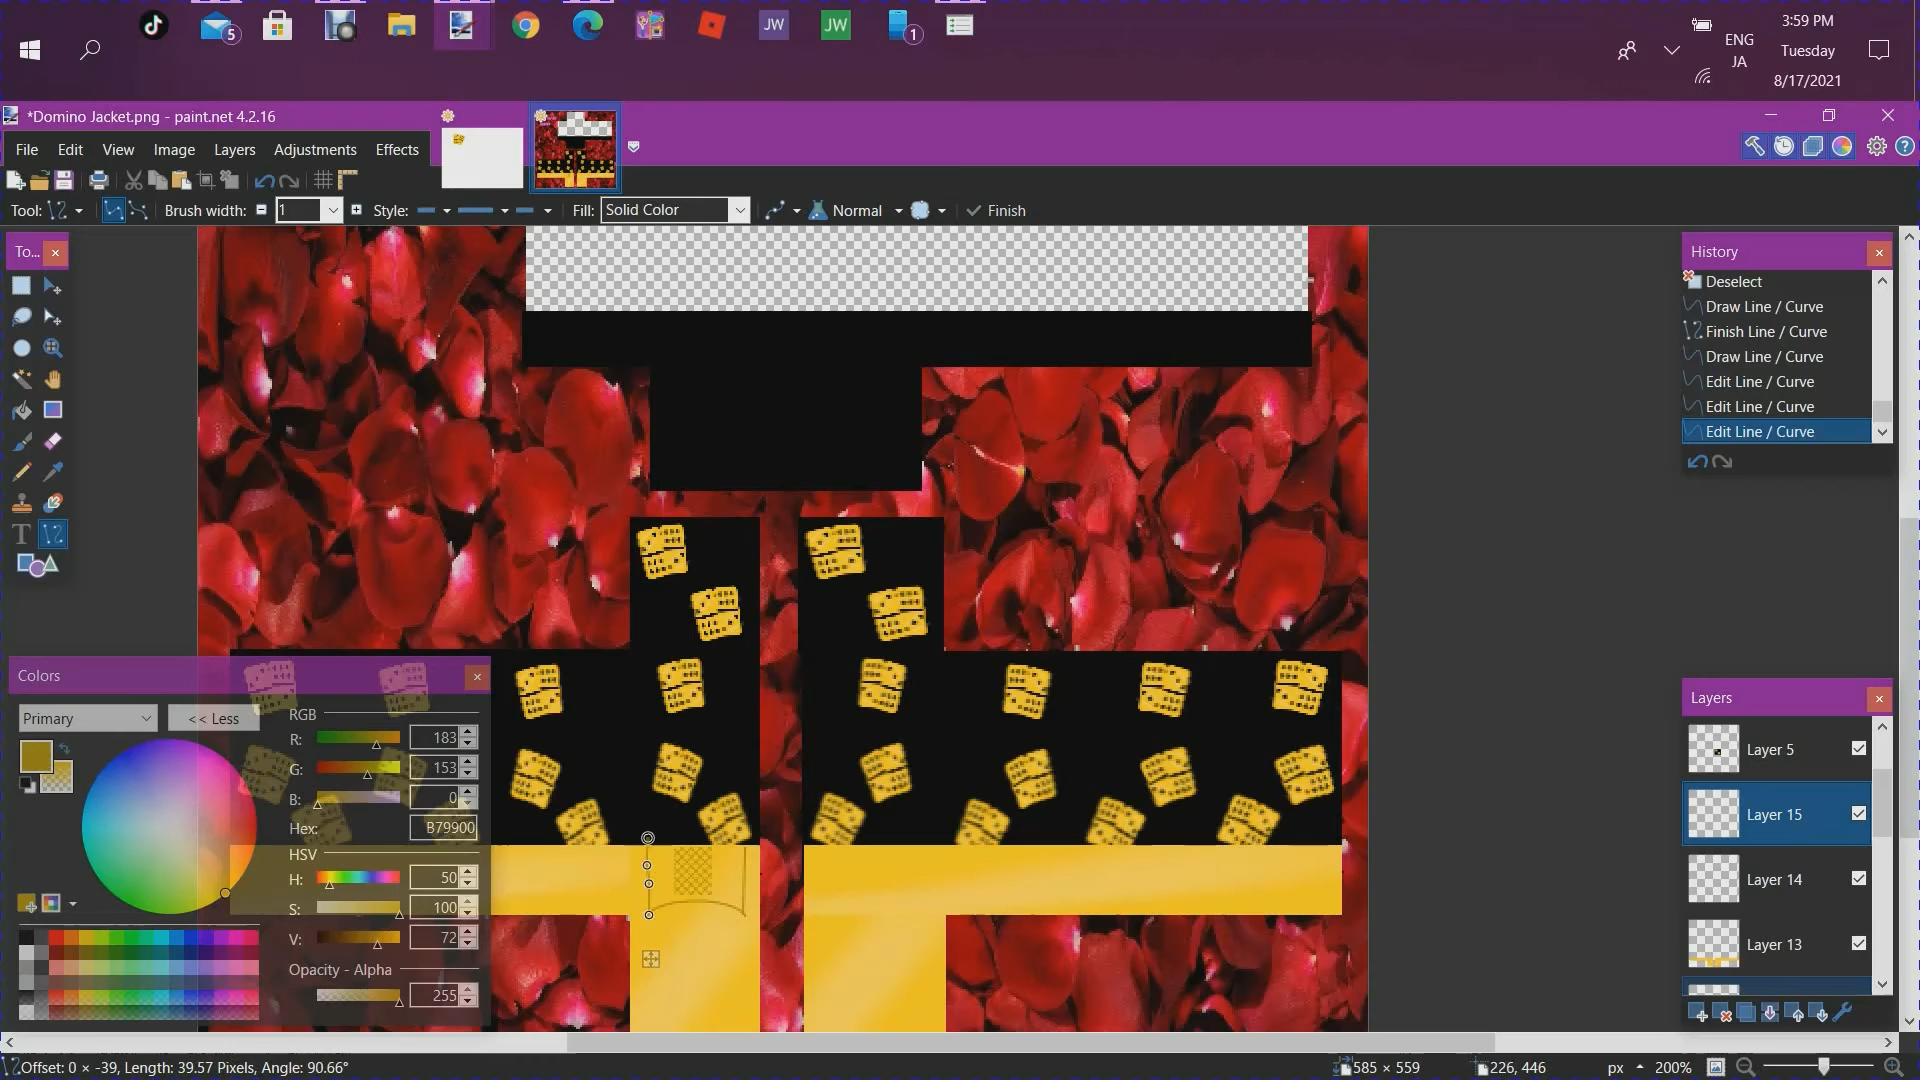 3:59 PM
ENG
Tuesday
JA
8/17/2021
5
JW
JW
1
*Domino Jacket.png - paint.net 4.2.16
File Edit View Image Layers Adjustments Effects
Tool: Brush width: 1 Style: Fill: Solid Color Normal Finish
To...
T
History
Deselect
Draw Line / Curve
Finish Line / Curve
Draw Line / Curve
Edit Line / Curve
Edit Line / Curve
Edit Line / Curve
Colors
Primary
<< Less
RGB
R: 183
G: 153
B: 0
Hex: B79900
HSV
H: 50
S: 100
V: 72
Opacity - Alpha
255
Layers
Layer 5
Layer 15
Layer 14
Layer 13
Offset: 0 × -39, Length: 39.57 Pixels, Angle: 90.66°
585 × 559
226, 446
px
200%